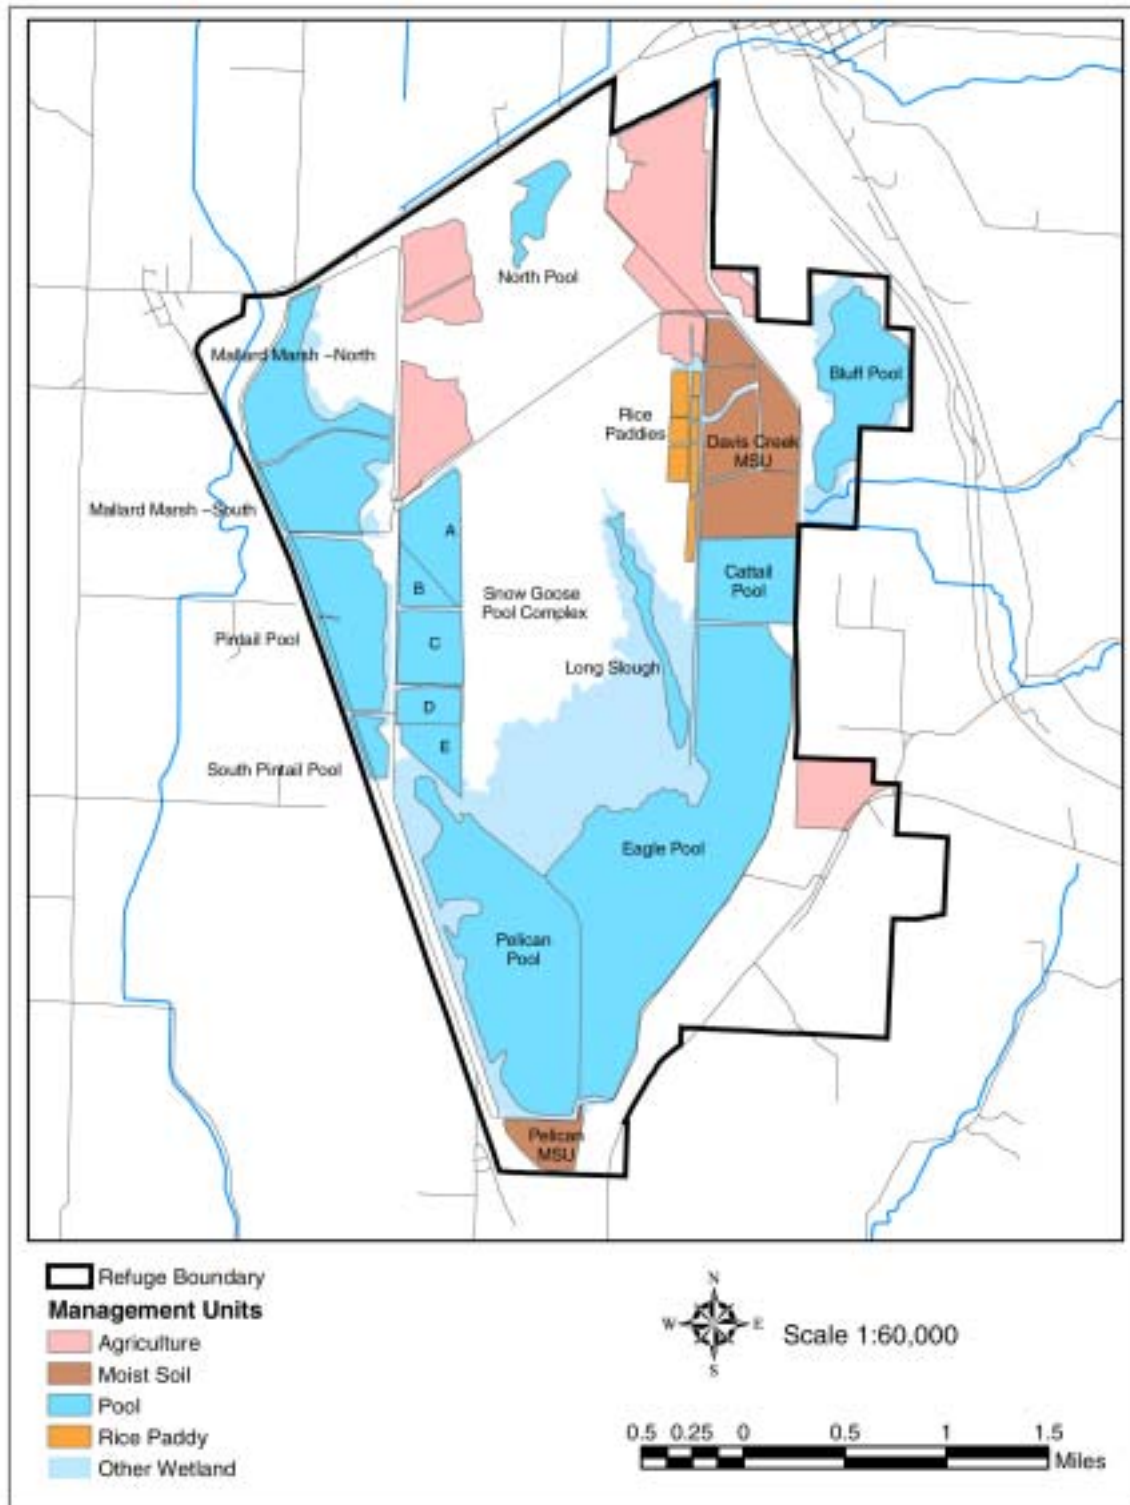 North Pool
Mallard Marsh -North
Bluff Pool
Rice
Paddies
Davis Creek
MSU
Mallard Marsh -South
A
Cattail
Pool
B
Snow Goose
Pool Complex
C
Pintail Pool
Long Slough
D
E
South Pintail Pool
Eagle Pool
Pelican
Pool
Pelican
MSU
Refuge Boundary
Management Units
Agriculture
Moist Soil
Pool
Rice Paddy
Other Wetland
N
W E
S
Scale 1:60,000
0.5 0.25 0 0.5 1 1.5
Miles